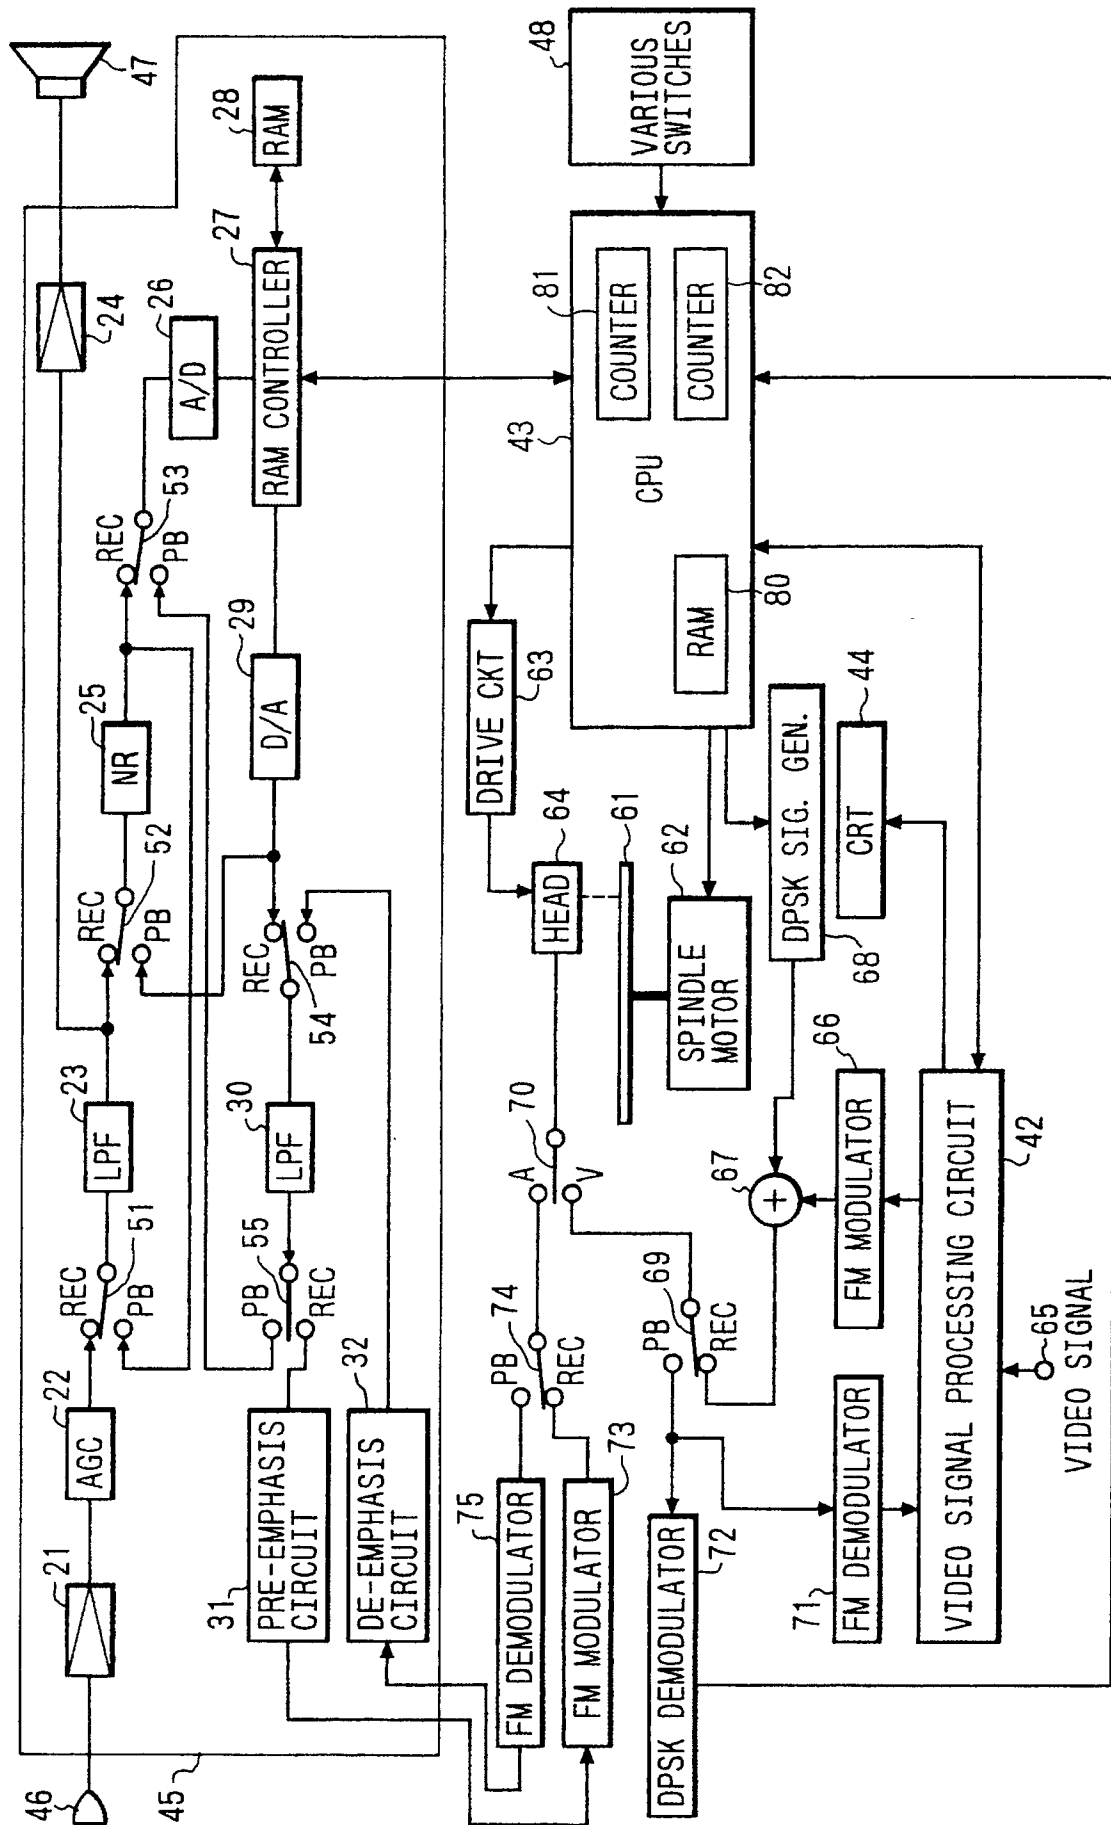 46
21
22
AGC
REC
PB
51
23
LPF
REC
PB
52
25
NR
REC
PB
53
24
26
A/D
47
45
31
PRE-EMPHASIS
CIRCUIT
32
DE-EMPHASIS
CIRCUIT
PB
REC
55
30
LPF
REC
PB
54
29
D/A
27
RAM CONTROLLER
28
RAM
75
FM DEMODULATOR
FM MODULATOR
73
PB
REC
74
A
V
70
HEAD
64
DRIVE CKT
63
61
SPINDLE
MOTOR
62
43
CPU
RAM
80
81
COUNTER
COUNTER
82
48
VARIOUS
SWITCHES
DPSK DEMODULATOR
72
PB
REC
69
67
DPSK SIG. GEN.
68
71
FM DEMODULATOR
FM MODULATOR
66
CRT
44
VIDEO SIGNAL PROCESSING CIRCUIT
42
65
VIDEO SIGNAL